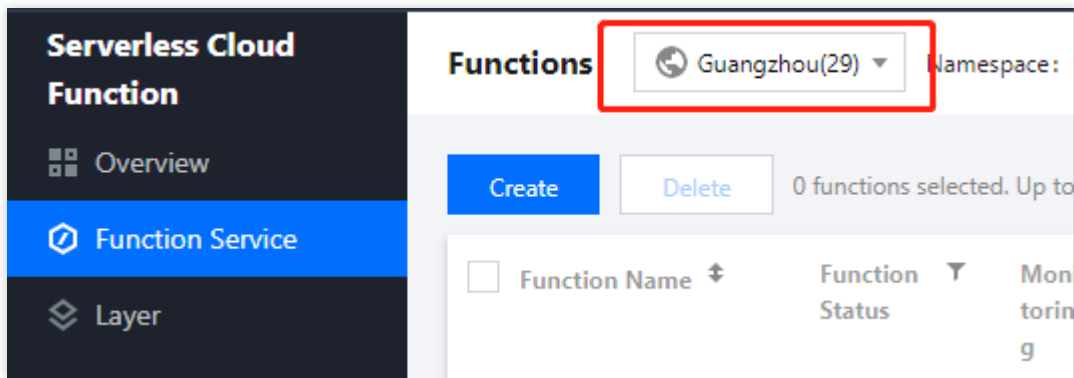 Serverless Cloud
Function
Overview
Function Service
Layer
Functions
Guangzhou(29)
Namespace:
Create
Delete
0 functions selected. Up to
Function Name
Function
Status
Moni
torin
g